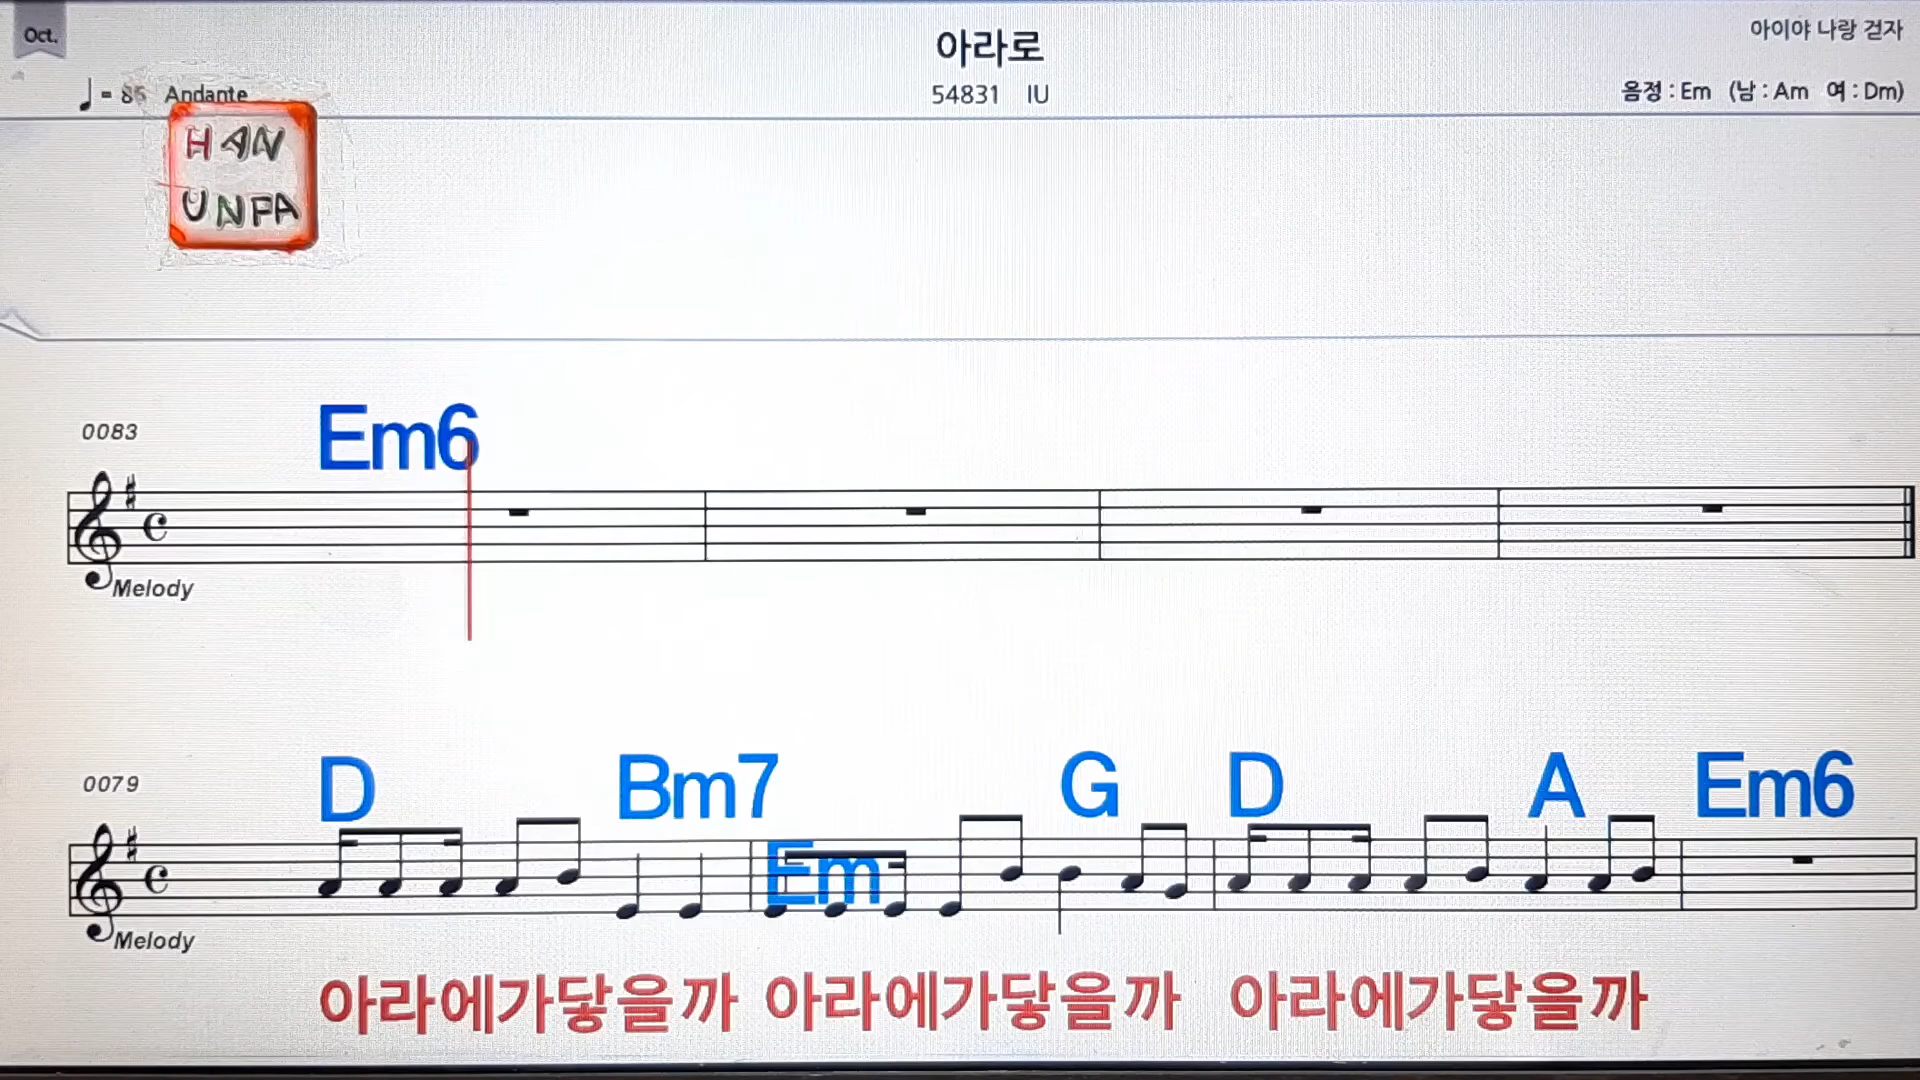 Oct.
아라로
아이야 나랑 걷자
♩ = 85 Andante
54831 IU
음정 : Em (남 : Am 여 : Dm)
HAN
UNFA
0083
Em6
Melody
0079
D Bm7 Em G D A Em6
Melody
아라에가닿을까 아라에가닿을까 아라에가닿을까